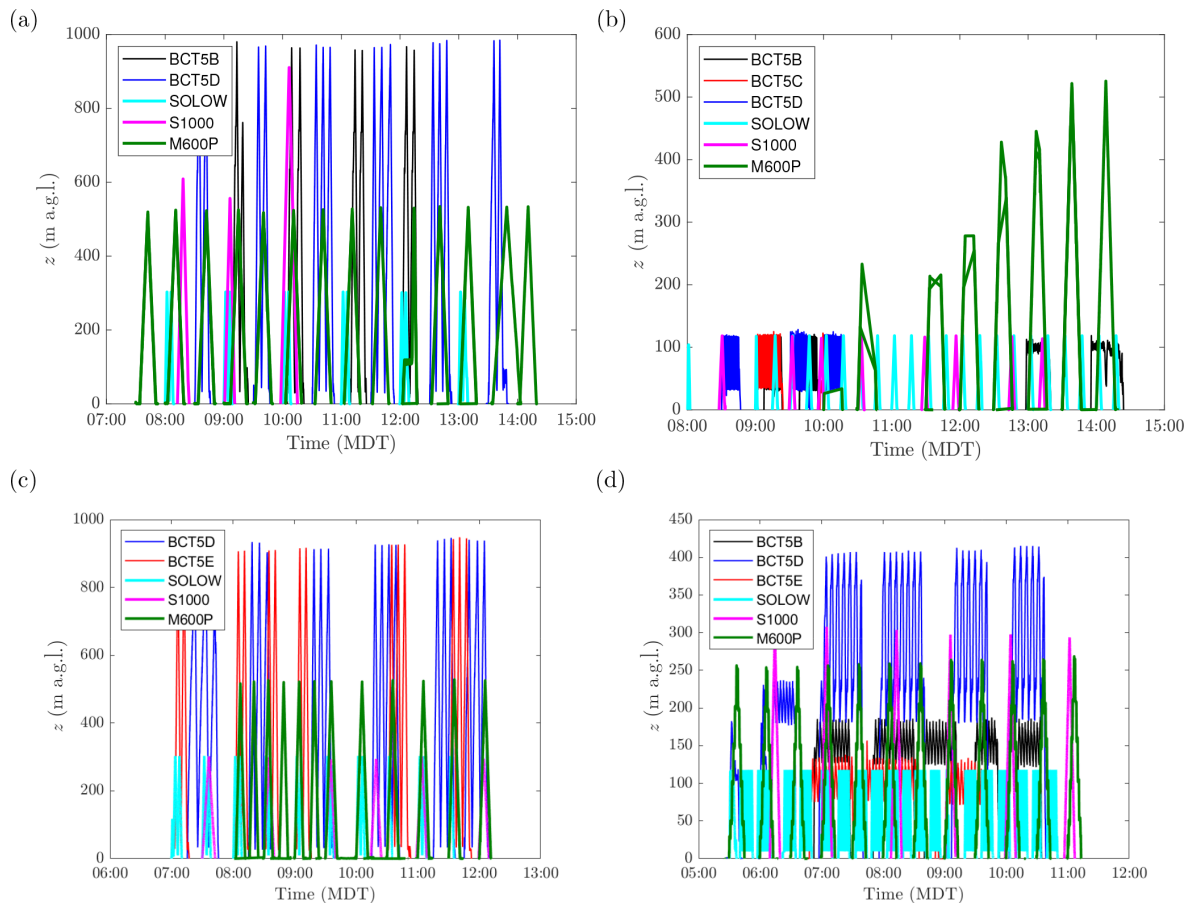 (a)
1000
800
600
400
200
0
z (m a.g.l.)
BCT5B
BCT5D
SOLOW
S1000
M600P
07:00 08:00 09:00 10:00 11:00 12:00 13:00 14:00 15:00
Time (MDT)
(b)
600
500
400
300
200
100
0
z (m a.g.l.)
BCT5B
BCT5C
BCT5D
SOLOW
S1000
M600P
08:00 09:00 10:00 11:00 12:00 13:00 14:00 15:00
Time (MDT)
(c)
1000
800
600
400
200
0
z (m a.g.l.)
BCT5D
BCT5E
SOLOW
S1000
M600P
06:00 07:00 08:00 09:00 10:00 11:00 12:00 13:00
Time (MDT)
(d)
450
400
350
300
250
200
150
100
50
0
z (m a.g.l.)
BCT5B
BCT5D
BCT5E
SOLOW
S1000
M600P
05:00 06:00 07:00 08:00 09:00 10:00 11:00 12:00
Time (MDT)